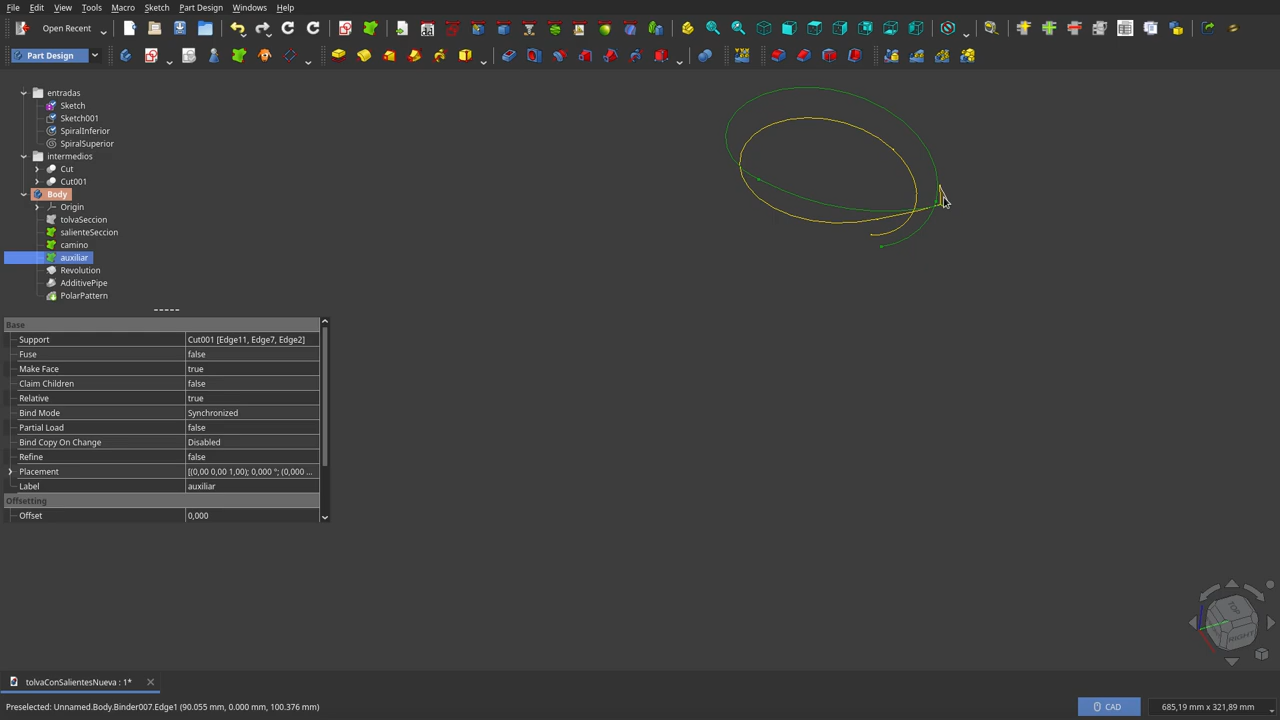 File Edit View Tools Macro Sketch Part Design Windows Help
Open Recent
Part Design
entradas
Sketch
Sketch001
SpiralInferior
SpiralSuperior
intermedios
Cut
Cut001
Body
Origin
tolvaSeccion
salienteSeccion
camino
auxiliar
Revolution
AdditivePipe
PolarPattern
Base
Support Cut001 [Edge11, Edge7, Edge2]
Fuse false
Make Face true
Claim Children false
Relative true
Bind Mode Synchronized
Partial Load false
Bind Copy On Change Disabled
Refine false
Placement [(0,00 0,00 1,00); 0,000 °; (0,000 ...
Label auxiliar
Offsetting
Offset 0,000
TOP
RIGHT
tolvaConSalientesNueva : 1*
Preselected: Unnamed.Body.Binder007.Edge1 (90.055 mm, 0.000 mm, 100.376 mm)
CAD
685,19 mm x 321,89 mm